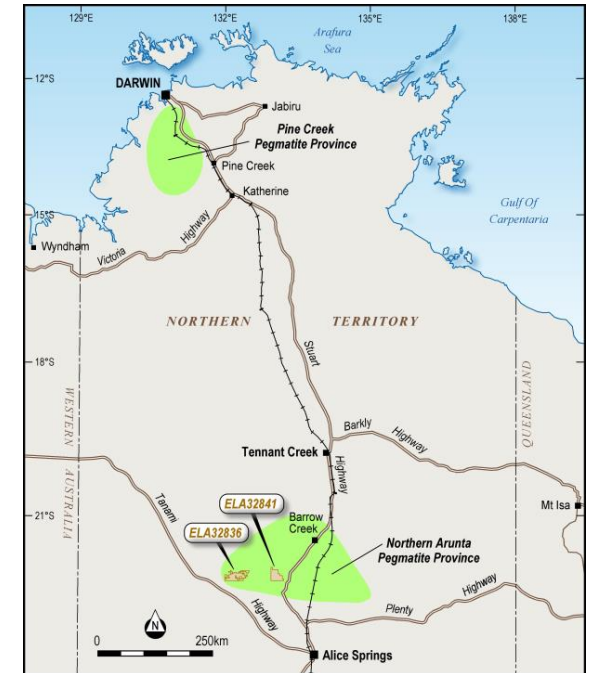 129°E
132°E
135°E
138°E
Arafura
Sea
12°S
DARWIN
Jabiru
Pine Creek
Pegmatite Province
Pine Creek
Katherine
Gulf Of
Carpentaria
15°S
Wyndham
Victoria
Highway
NORTHERN
TERRITORY
Stuart
18°S
WESTERN
AUSTRALIA
QUEENSLAND
Barkly
Highway
Tennant Creek
Highway
Mt Isa
Tanami
ELA32841
21°S
Barrow
Creek
ELA32836
Northern Arunta
Pegmatite Province
Highway
Plenty
Highway
N
0
250km
Alice Springs